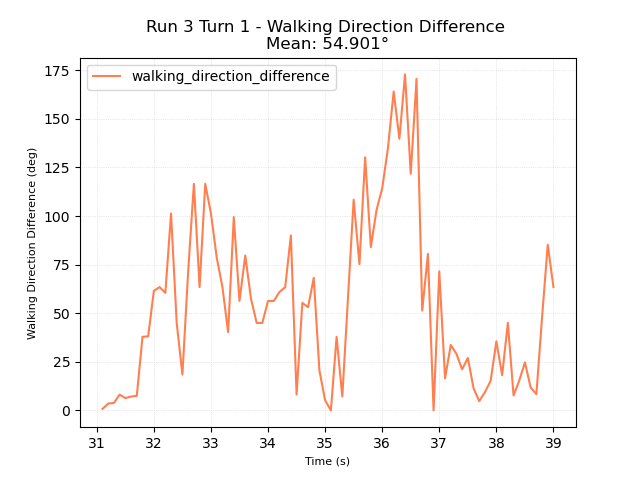 Run 3 Turn 1 - Walking Direction Difference
Mean: 54.901°
walking_direction_difference
Walking Direction Difference (deg)
175
150
125
100
75
50
25
0
31 32 33 34 35 36 37 38 39
Time (s)